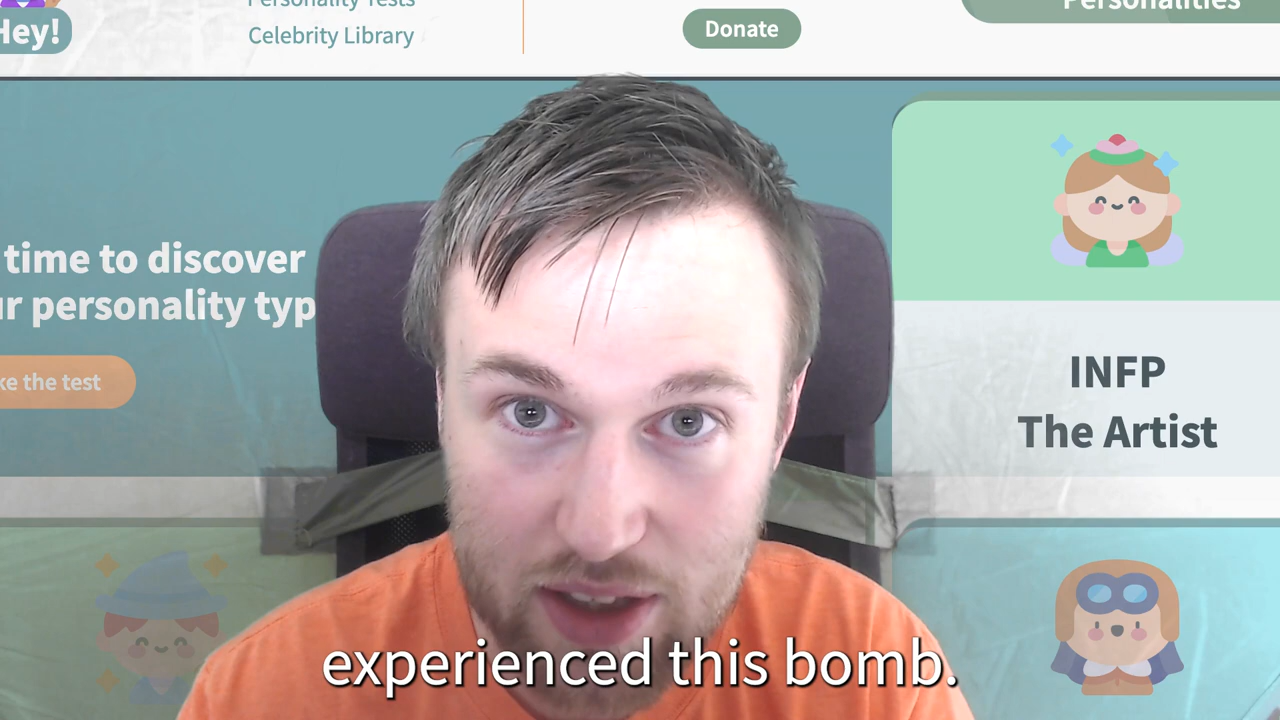 Hey!
Personality Tests
Celebrity Library
Donate
Personalities
time to discover
ur personality typ
ke the test
INFP
The Artist
experienced this bomb.